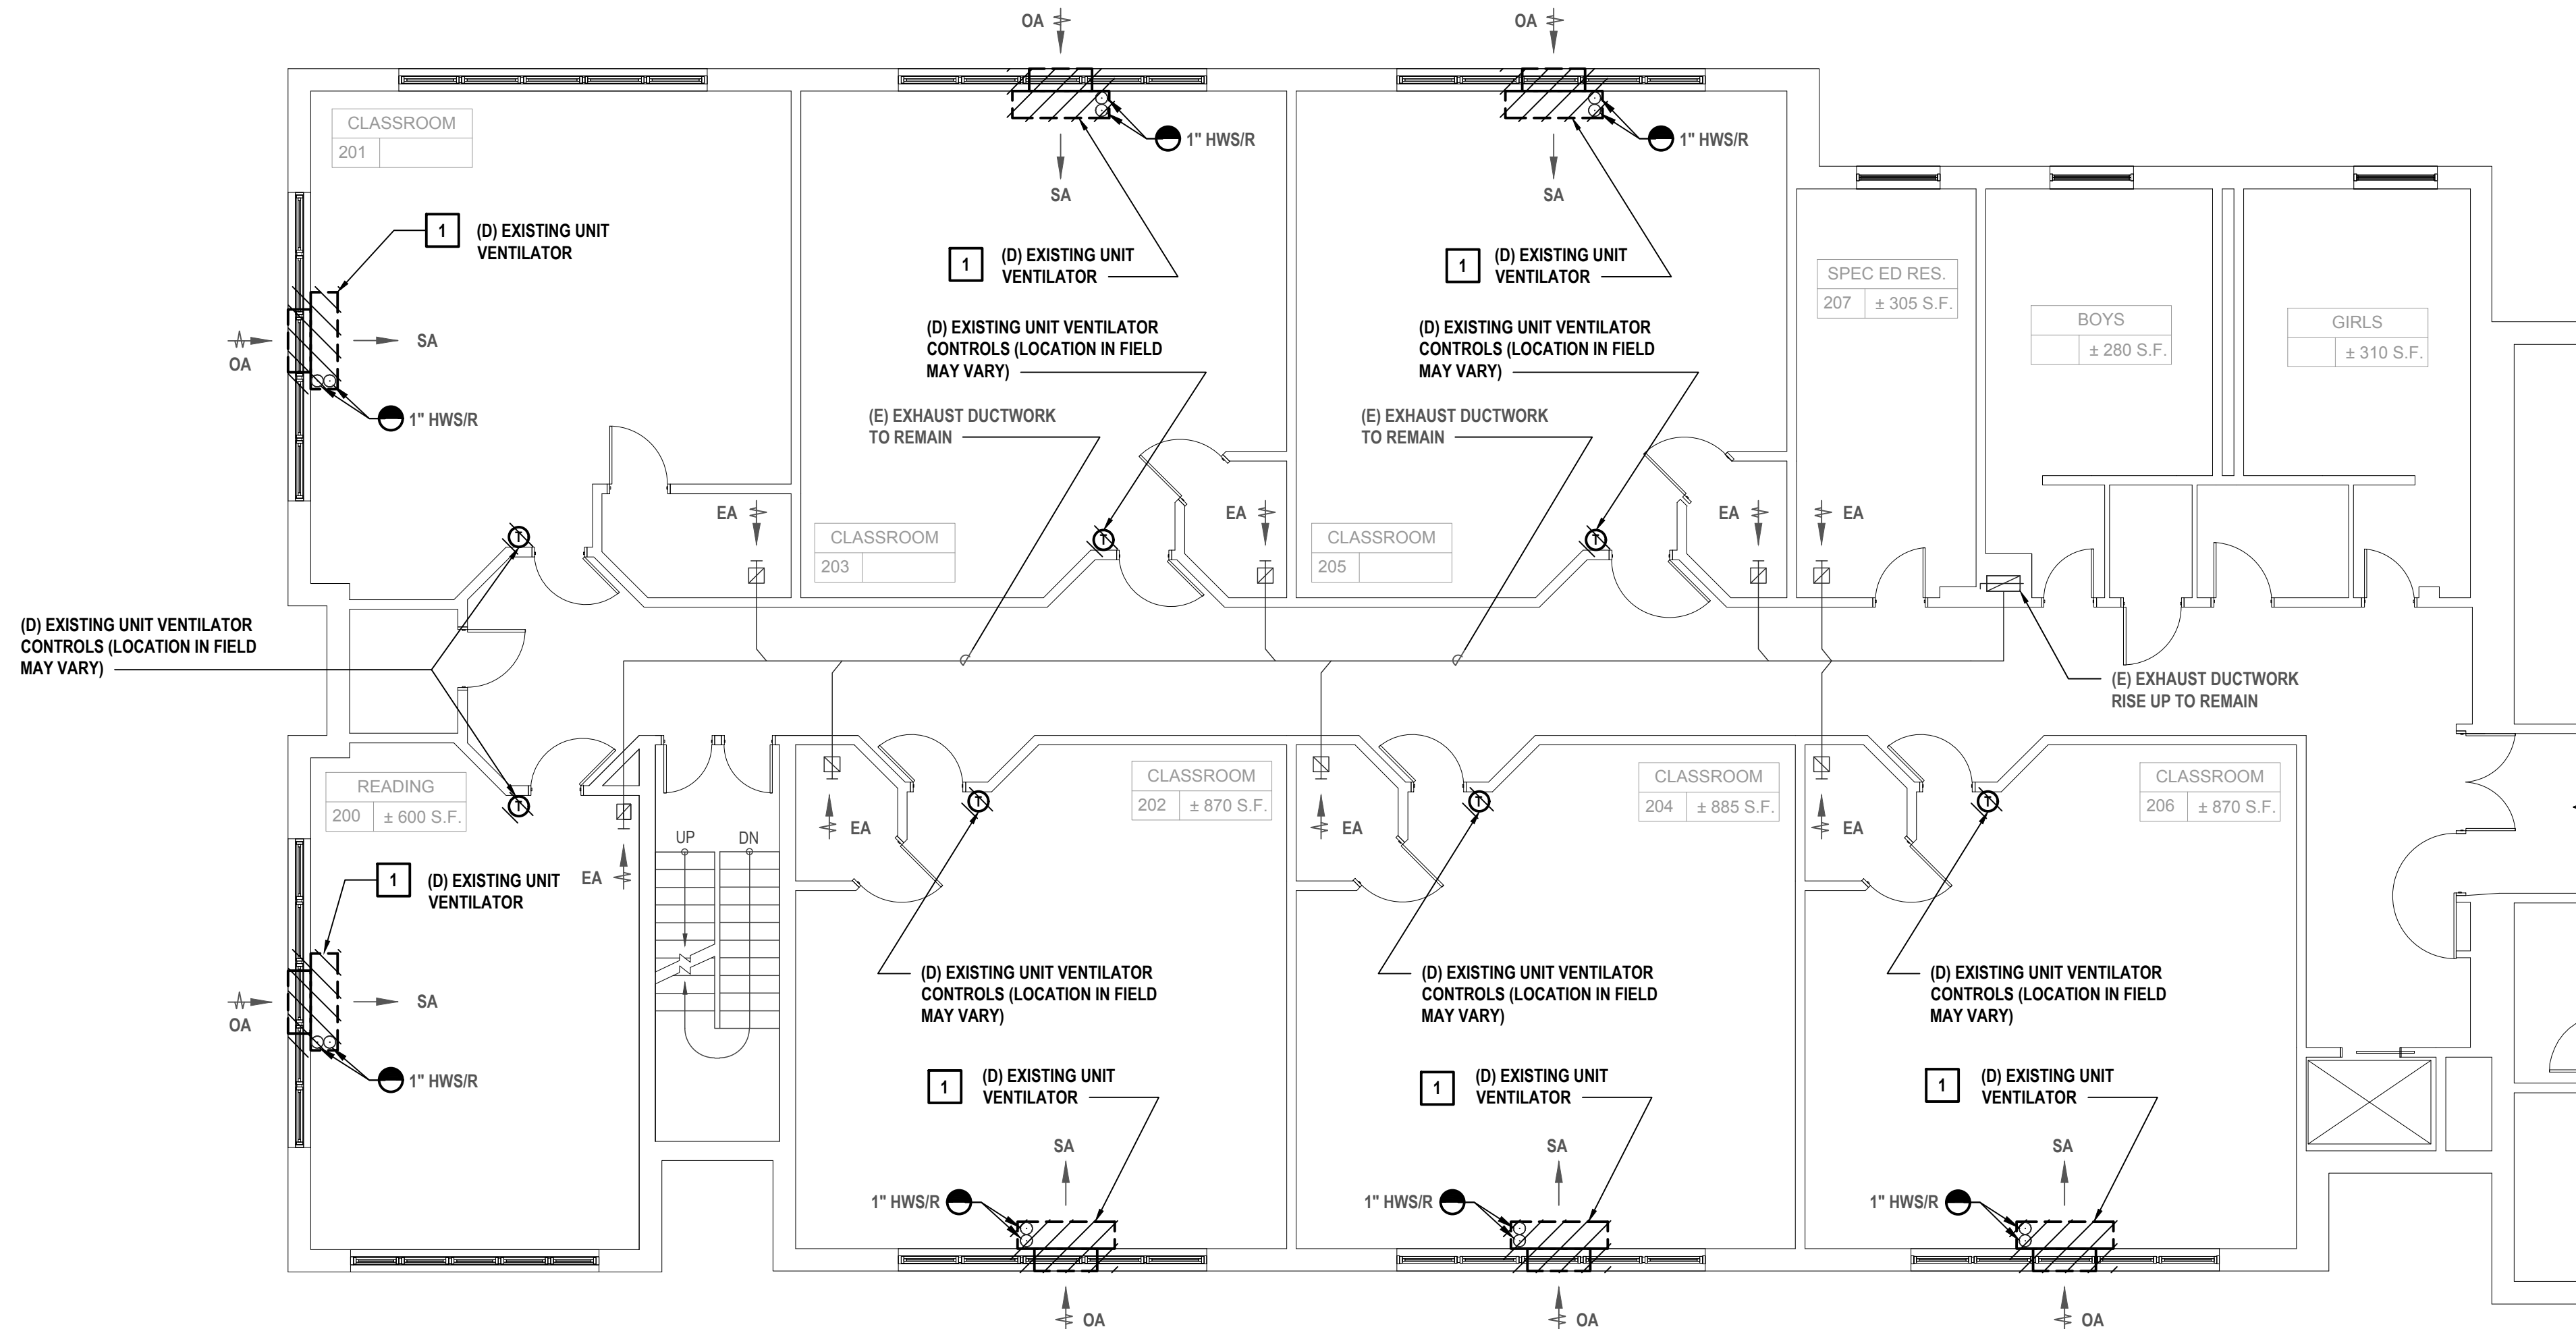 OA
OA
CLASSROOM
201
1" HWS/R
1" HWS/R
SA
SA
1
(D) EXISTING UNIT
VENTILATOR
1
(D) EXISTING UNIT
VENTILATOR
1
(D) EXISTING UNIT
VENTILATOR
SPEC ED RES.
207 ± 305 S.F.
BOYS
± 280 S.F.
GIRLS
± 310 S.F.
OA
SA
1" HWS/R
(D) EXISTING UNIT VENTILATOR
CONTROLS (LOCATION IN FIELD
MAY VARY)
(D) EXISTING UNIT VENTILATOR
CONTROLS (LOCATION IN FIELD
MAY VARY)
(E) EXHAUST DUCTWORK
TO REMAIN
(E) EXHAUST DUCTWORK
TO REMAIN
EA
EA
EA
EA
T
T
T
CLASSROOM
203
CLASSROOM
205
(D) EXISTING UNIT VENTILATOR
CONTROLS (LOCATION IN FIELD
MAY VARY)
(E) EXHAUST DUCTWORK
RISE UP TO REMAIN
READING
200 ± 600 S.F.
T
T
T
T
CLASSROOM
202 ± 870 S.F.
CLASSROOM
204 ± 885 S.F.
CLASSROOM
206 ± 870 S.F.
UP
DN
EA
EA
EA
EA
1
(D) EXISTING UNIT
VENTILATOR
OA
SA
1" HWS/R
(D) EXISTING UNIT VENTILATOR
CONTROLS (LOCATION IN FIELD
MAY VARY)
(D) EXISTING UNIT VENTILATOR
CONTROLS (LOCATION IN FIELD
MAY VARY)
(D) EXISTING UNIT VENTILATOR
CONTROLS (LOCATION IN FIELD
MAY VARY)
1
(D) EXISTING UNIT
VENTILATOR
1
(D) EXISTING UNIT
VENTILATOR
1
(D) EXISTING UNIT
VENTILATOR
SA
SA
SA
1" HWS/R
1" HWS/R
1" HWS/R
OA
OA
OA